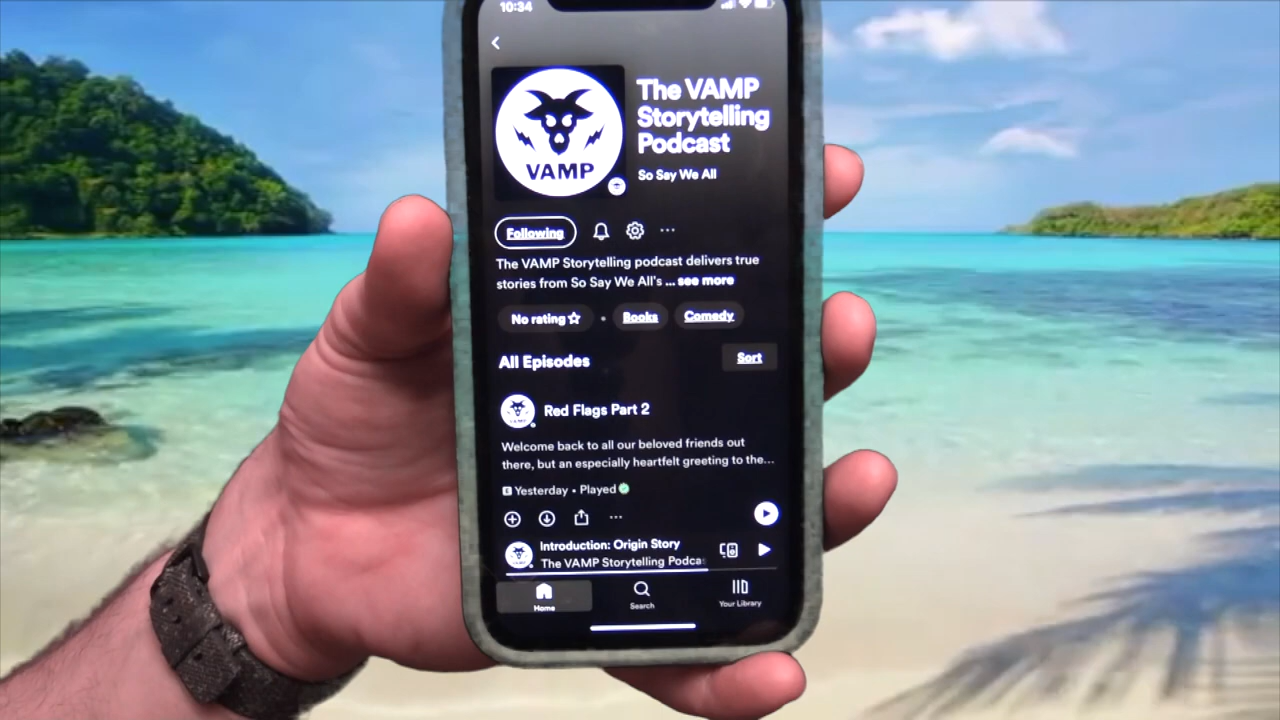 10:34
The VAMP
Storytelling
Podcast
VAMP
So Say We All
Following
The VAMP Storytelling podcast delivers true
stories from So Say We All's ... see more
No rating
Books
Comedy
All Episodes
Sort
VAMP
Red Flags Part 2
Welcome back to all our beloved friends out
there, but an especially heartfelt greeting to the...
E Yesterday • Played
VAMP
Introduction: Origin Story
The VAMP Storytelling Podca
Home
Search
Your Library